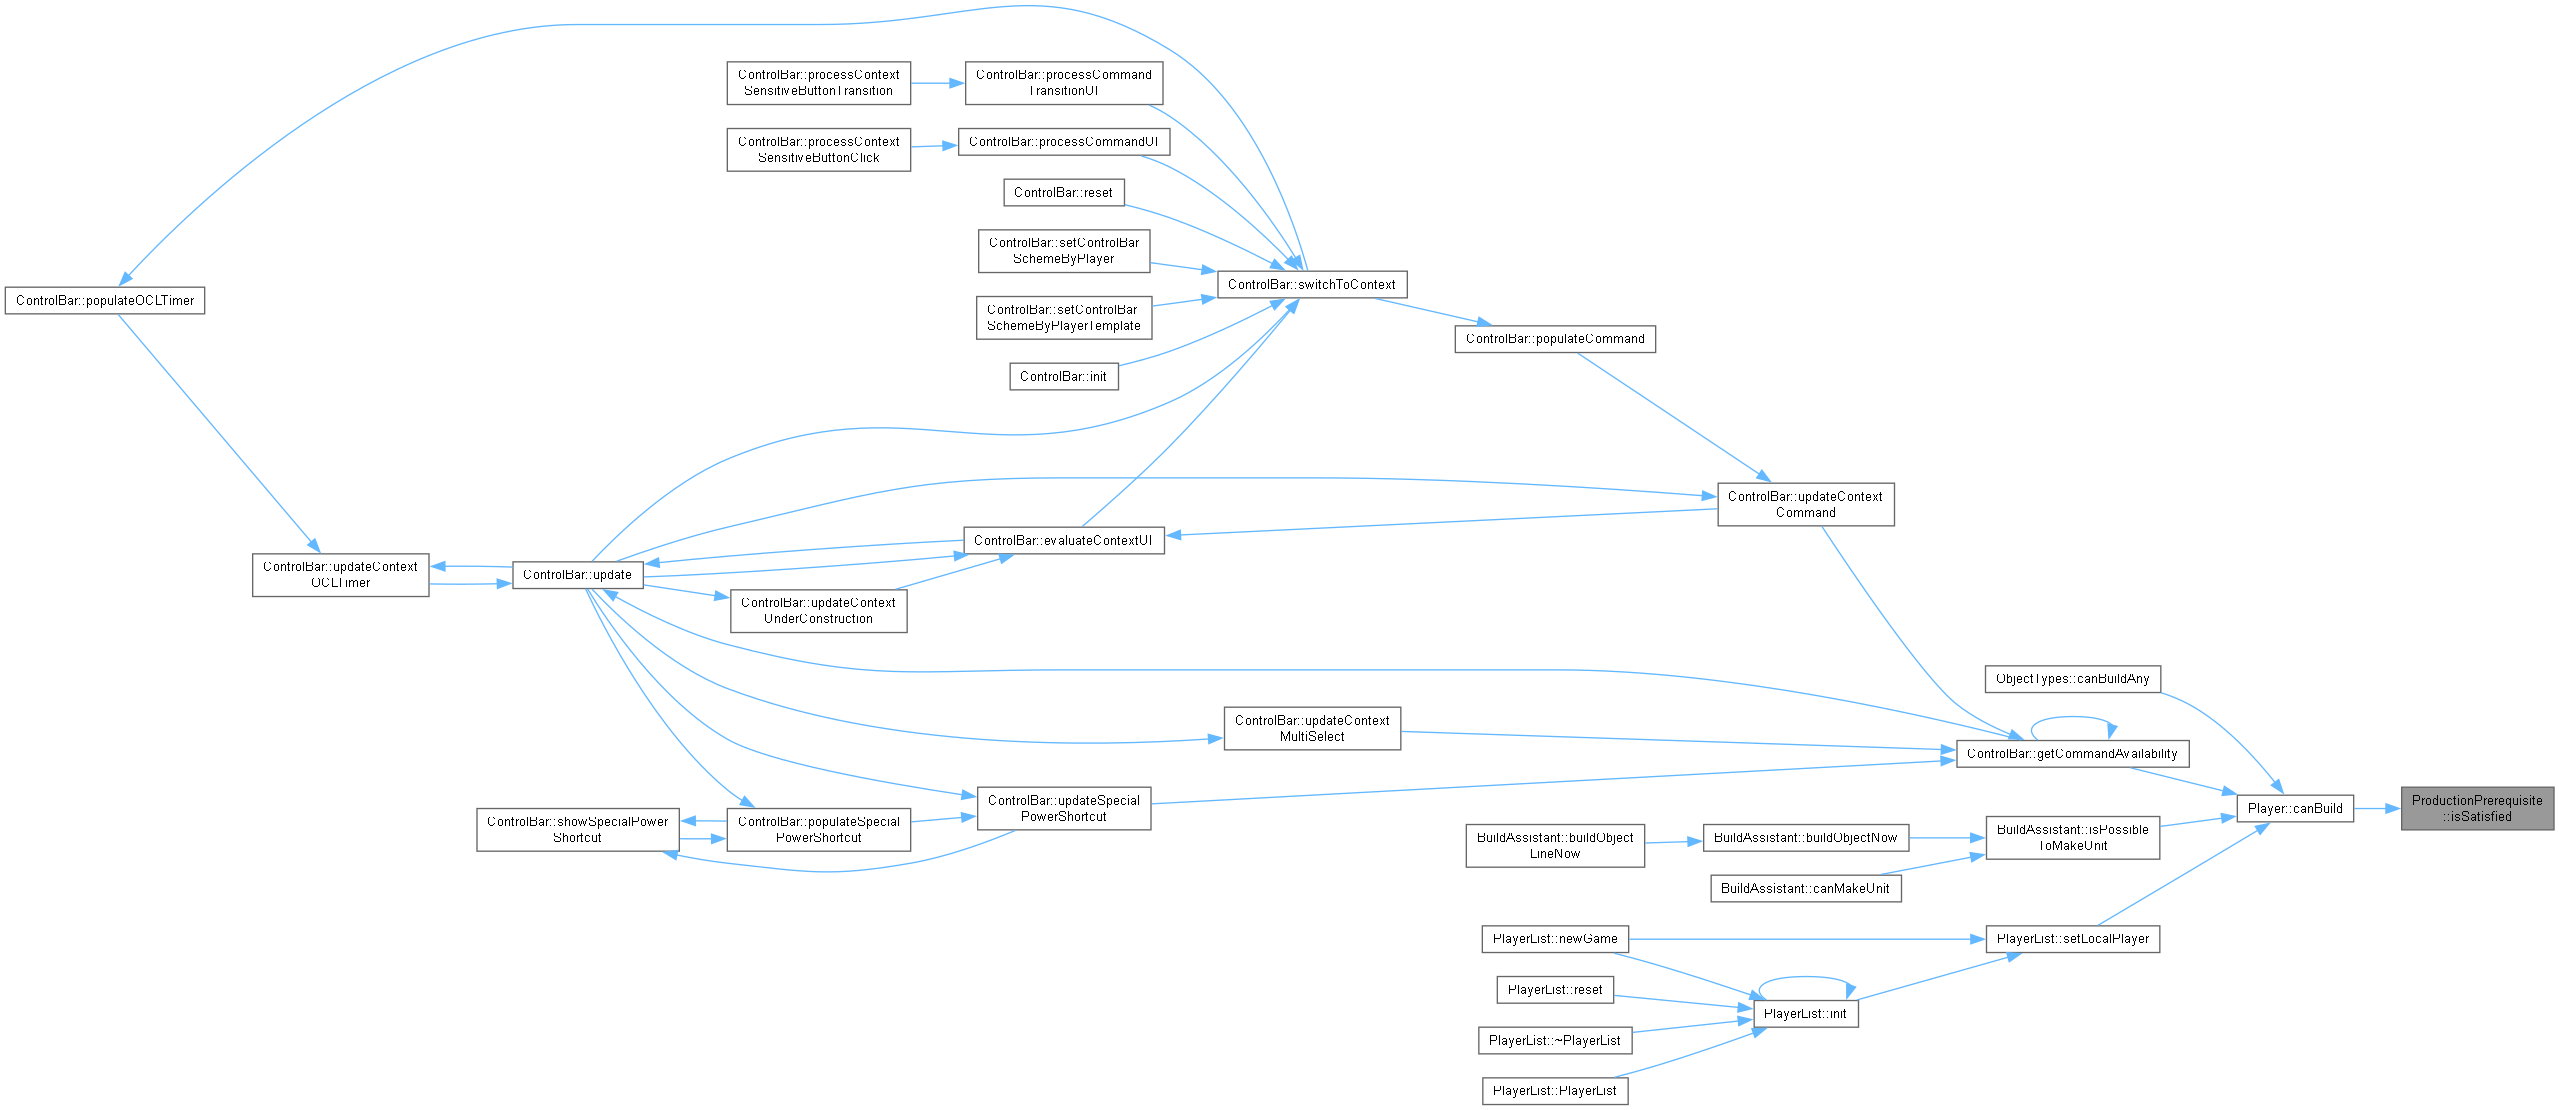 ControlBar::processContext
SensitiveButtonTransition
ControlBar::processCommand
TransitionUI
ControlBar::processContext
SensitiveButtonClick
ControlBar::processCommandUI
ControlBar::reset
ControlBar::setControlBar
SchemeByPlayer
ControlBar::switchToContext
ControlBar::populateOCLTimer
ControlBar::setControlBar
SchemeByPlayerTemplate
ControlBar::populateCommand
ControlBar::init
ControlBar::updateContext
Command
ControlBar::evaluateContextUI
ControlBar::updateContext
OCLTimer
ControlBar::update
ControlBar::updateContext
UnderConstruction
ObjectTypes::canBuildAny
ControlBar::updateContext
MultiSelect
ControlBar::getCommandAvailability
ControlBar::updateSpecial
PowerShortcut
Player::canBuild
ProductionPrerequisite
::isSatisfied
ControlBar::showSpecialPower
Shortcut
ControlBar::populateSpecial
PowerShortcut
BuildAssistant::buildObject
LineNow
BuildAssistant::buildObjectNow
BuildAssistant::isPossible
ToMakeUnit
BuildAssistant::canMakeUnit
PlayerList::newGame
PlayerList::setLocalPlayer
PlayerList::reset
PlayerList::init
PlayerList::~PlayerList
PlayerList::PlayerList